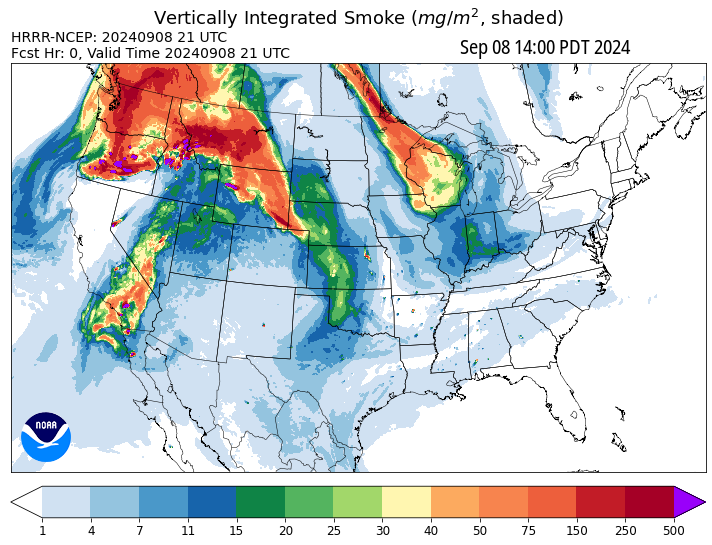 Vertically Integrated Smoke (mg/m², shaded)
HRRR-NCEP: 20240908 21 UTC
Fcst Hr: 0, Valid Time 20240908 21 UTC
Sep 08 14:00 PDT 2024
NOAA
1 4 7 11 15 20 25 30 40 50 75 150 250 500